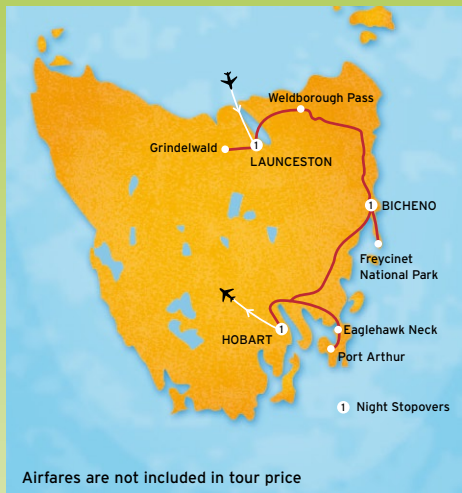 Weldborough Pass
Grindelwald
1
LAUNCESTON
1 BICHENO
Freycinet
National Park
1
HOBART
Eaglehawk Neck
Port Arthur
1 Night Stopovers
Airfares are not included in tour price